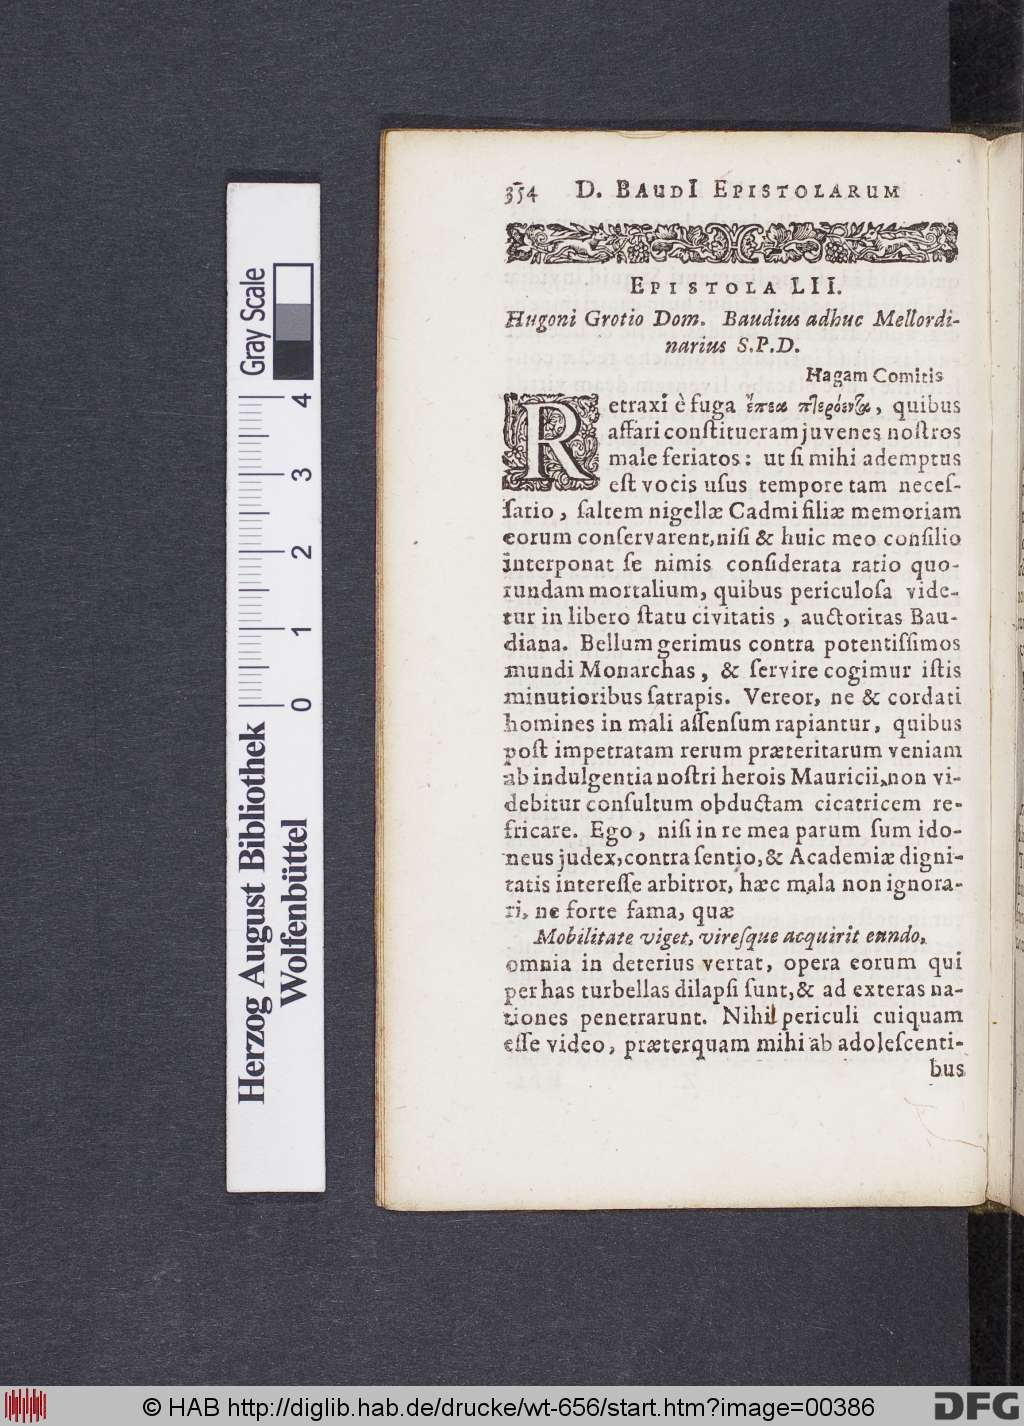 354 D. BAUDI EPISTOLARUM
EPISTOLA LII.
Hugoni Grotio Dom. Baudius adhuc Mellordi-
narius S.P.D.
Hagam Comitis
Retraxi è fuga ἔπεα πτερόεντα, quibus
affari constitueram juvenes nostros
male feriatos: ut si mihi ademptus
est vocis usus tempore tam neces-
sario, saltem nigellæ Cadmi filiæ memoriam
eorum conservarent, nisi & huic meo consilio
interponat se nimis considerata ratio quo-
rundam mortalium, quibus periculosa vide-
tur in libero statu civitatis, auctoritas Bau-
diana. Bellum gerimus contra potentissimos
mundi Monarchas, & servire cogimur istis
minutioribus satrapis. Vereor, ne & cordati
homines in mali assensum rapiantur, quibus
post impetratam rerum præteritarum veniam
ab indulgentia nostri herois Mauricii, non vi-
debitur consultum obductam cicatricem re-
fricare. Ego, nisi in re mea parum sum ido-
neus judex, contra sentio, & Academiæ digni-
tatis interesse arbitror, hæc mala non ignora-
ri, ne forte fama, quæ
Mobilitate viget, viresque acquirit eundo,
omnia in deterius vertat, opera eorum qui
per has turbellas dilapsi sunt, & ad exteras na-
tiones penetrarunt. Nihil periculi cuiquam
esse video, præterquam mihi ab adolescenti-
bus
Herzog August Bibliothek
Wolfenbüttel
0 1 2 3 4
Gray Scale
© HAB http://diglib.hab.de/drucke/wt-656/start.htm?image=00386
DFG